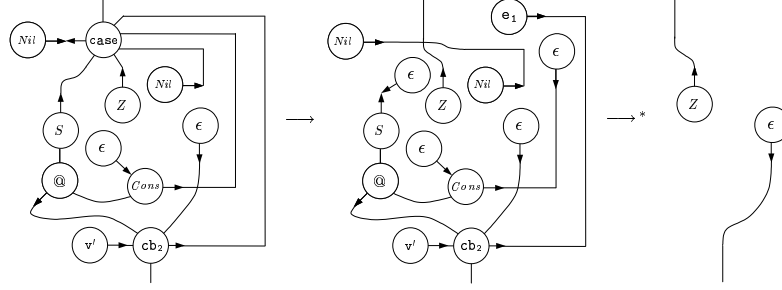 Nil case Nil Z S ϵ ϵ @ Cons v′ cb₂
⟶
Nil e₁ ϵ ϵ Nil Z S ϵ ϵ @ Cons v′ cb₂
⟶*
Z ϵ